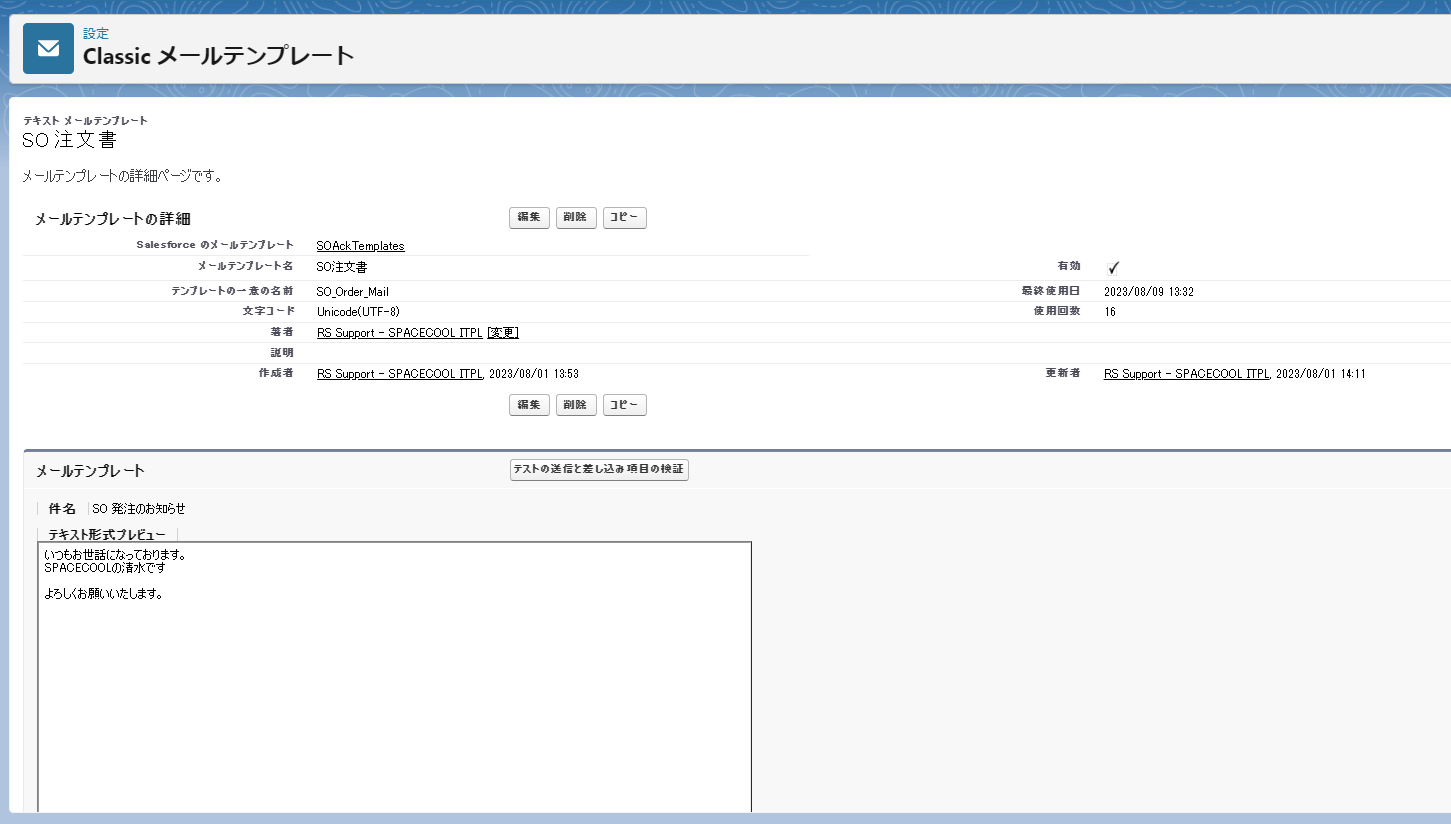 設定
Classic メールテンプレート
テキスト メールテンプレート
SO 注文書
メールテンプレートの詳細ページです。
メールテンプレートの詳細 編集 削除 コピー
Salesforce のメールテンプレート SOAckTemplates
メールテンプレート名 SO注文書 有効 ✓
テンプレートの一意の名前 SO_Order_Mail 最終使用日 2023/08/09 13:32
文字コード Unicode(UTF-8) 使用回数 16
著者 RS Support - SPACECOOL ITPL [変更]
説明
作成者 RS Support - SPACECOOL ITPL, 2023/08/01 13:53 更新者 RS Support - SPACECOOL ITPL, 2023/08/01 14:11
編集 削除 コピー
メールテンプレート テストの送信と差し込み項目の検証
件名 SO 発注のお知らせ
テキスト形式プレビュー
いつもお世話になっております。
SPACECOOLの清水です
よろしくお願いいたします。